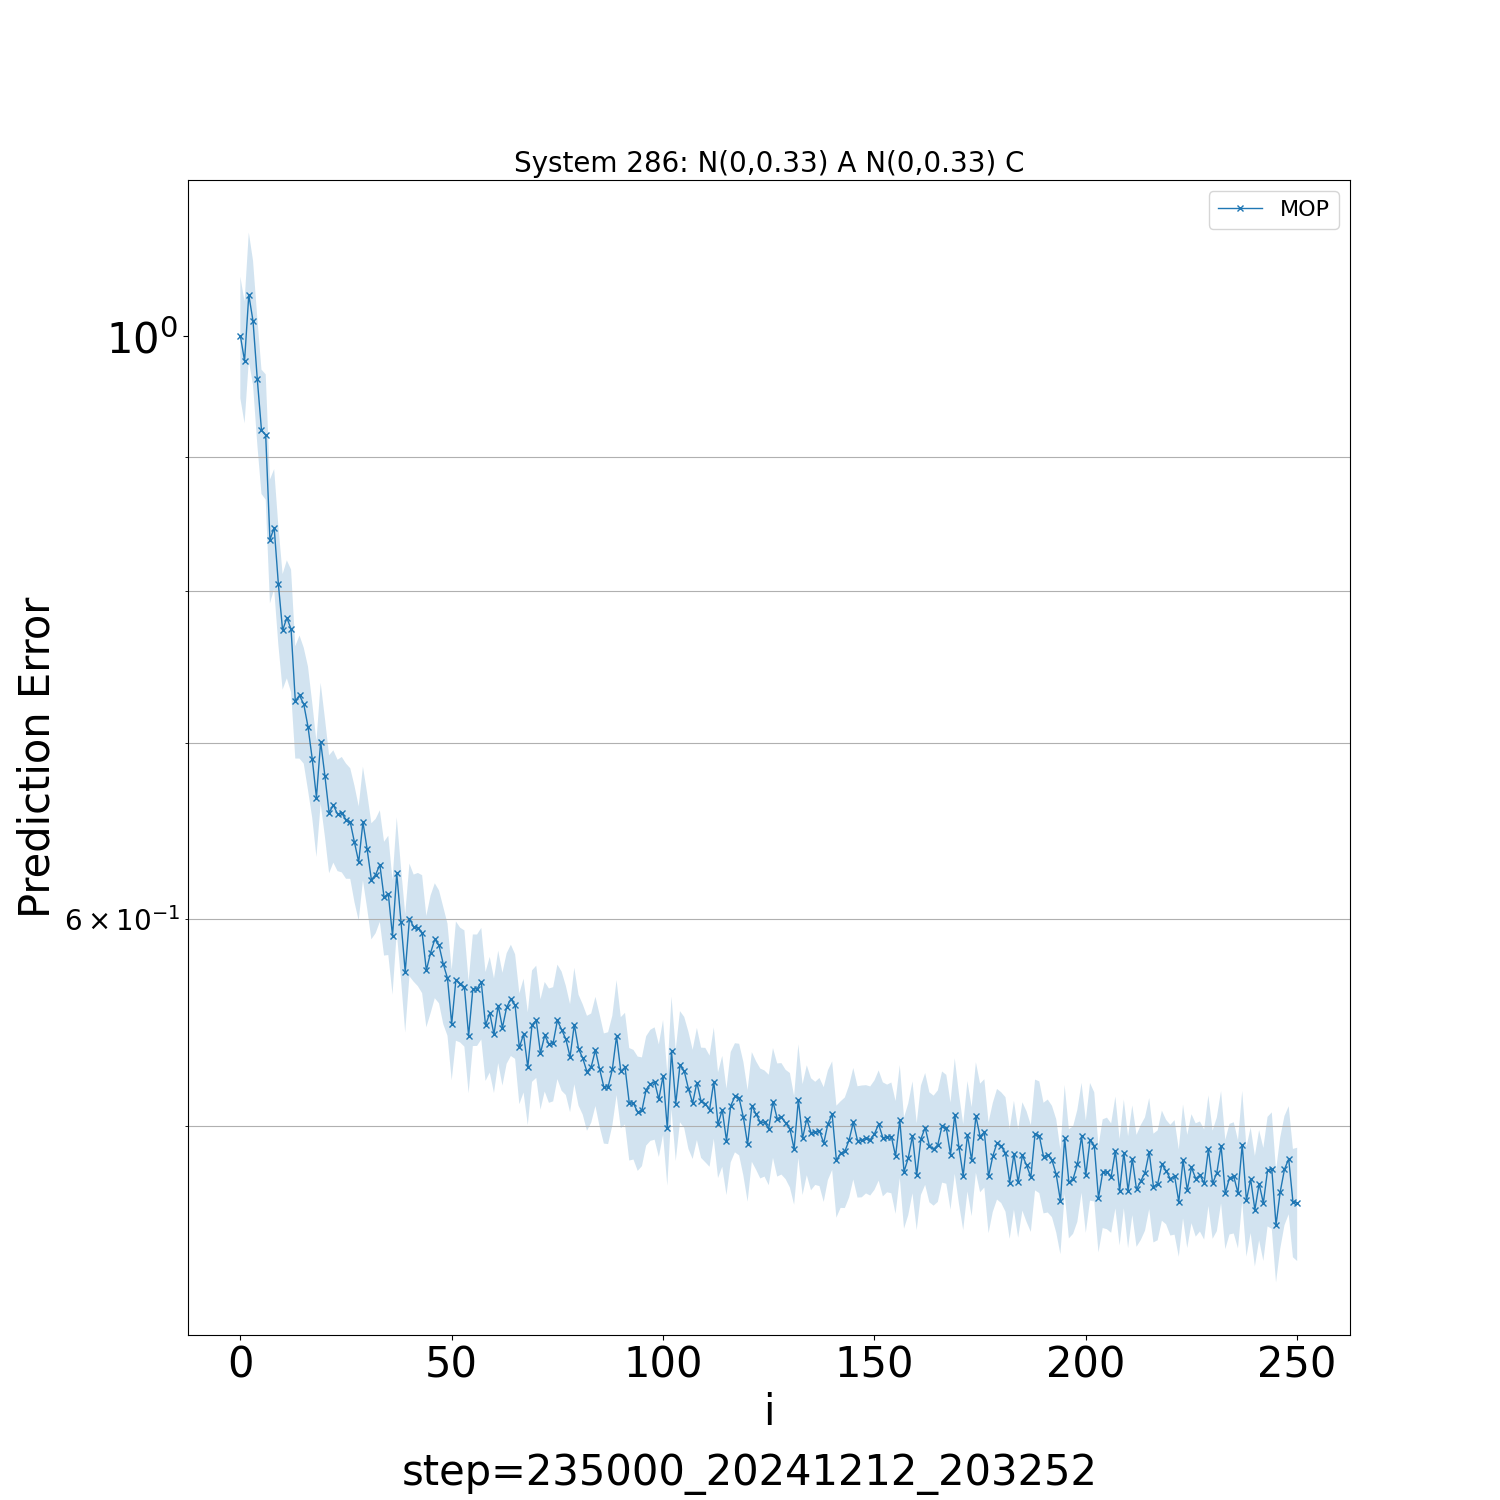 System 286: N(0,0.33) A N(0,0.33) C
MOP
10⁰
6 × 10⁻¹
Prediction Error
0 50 100 150 200 250
i
step=235000_20241212_203252